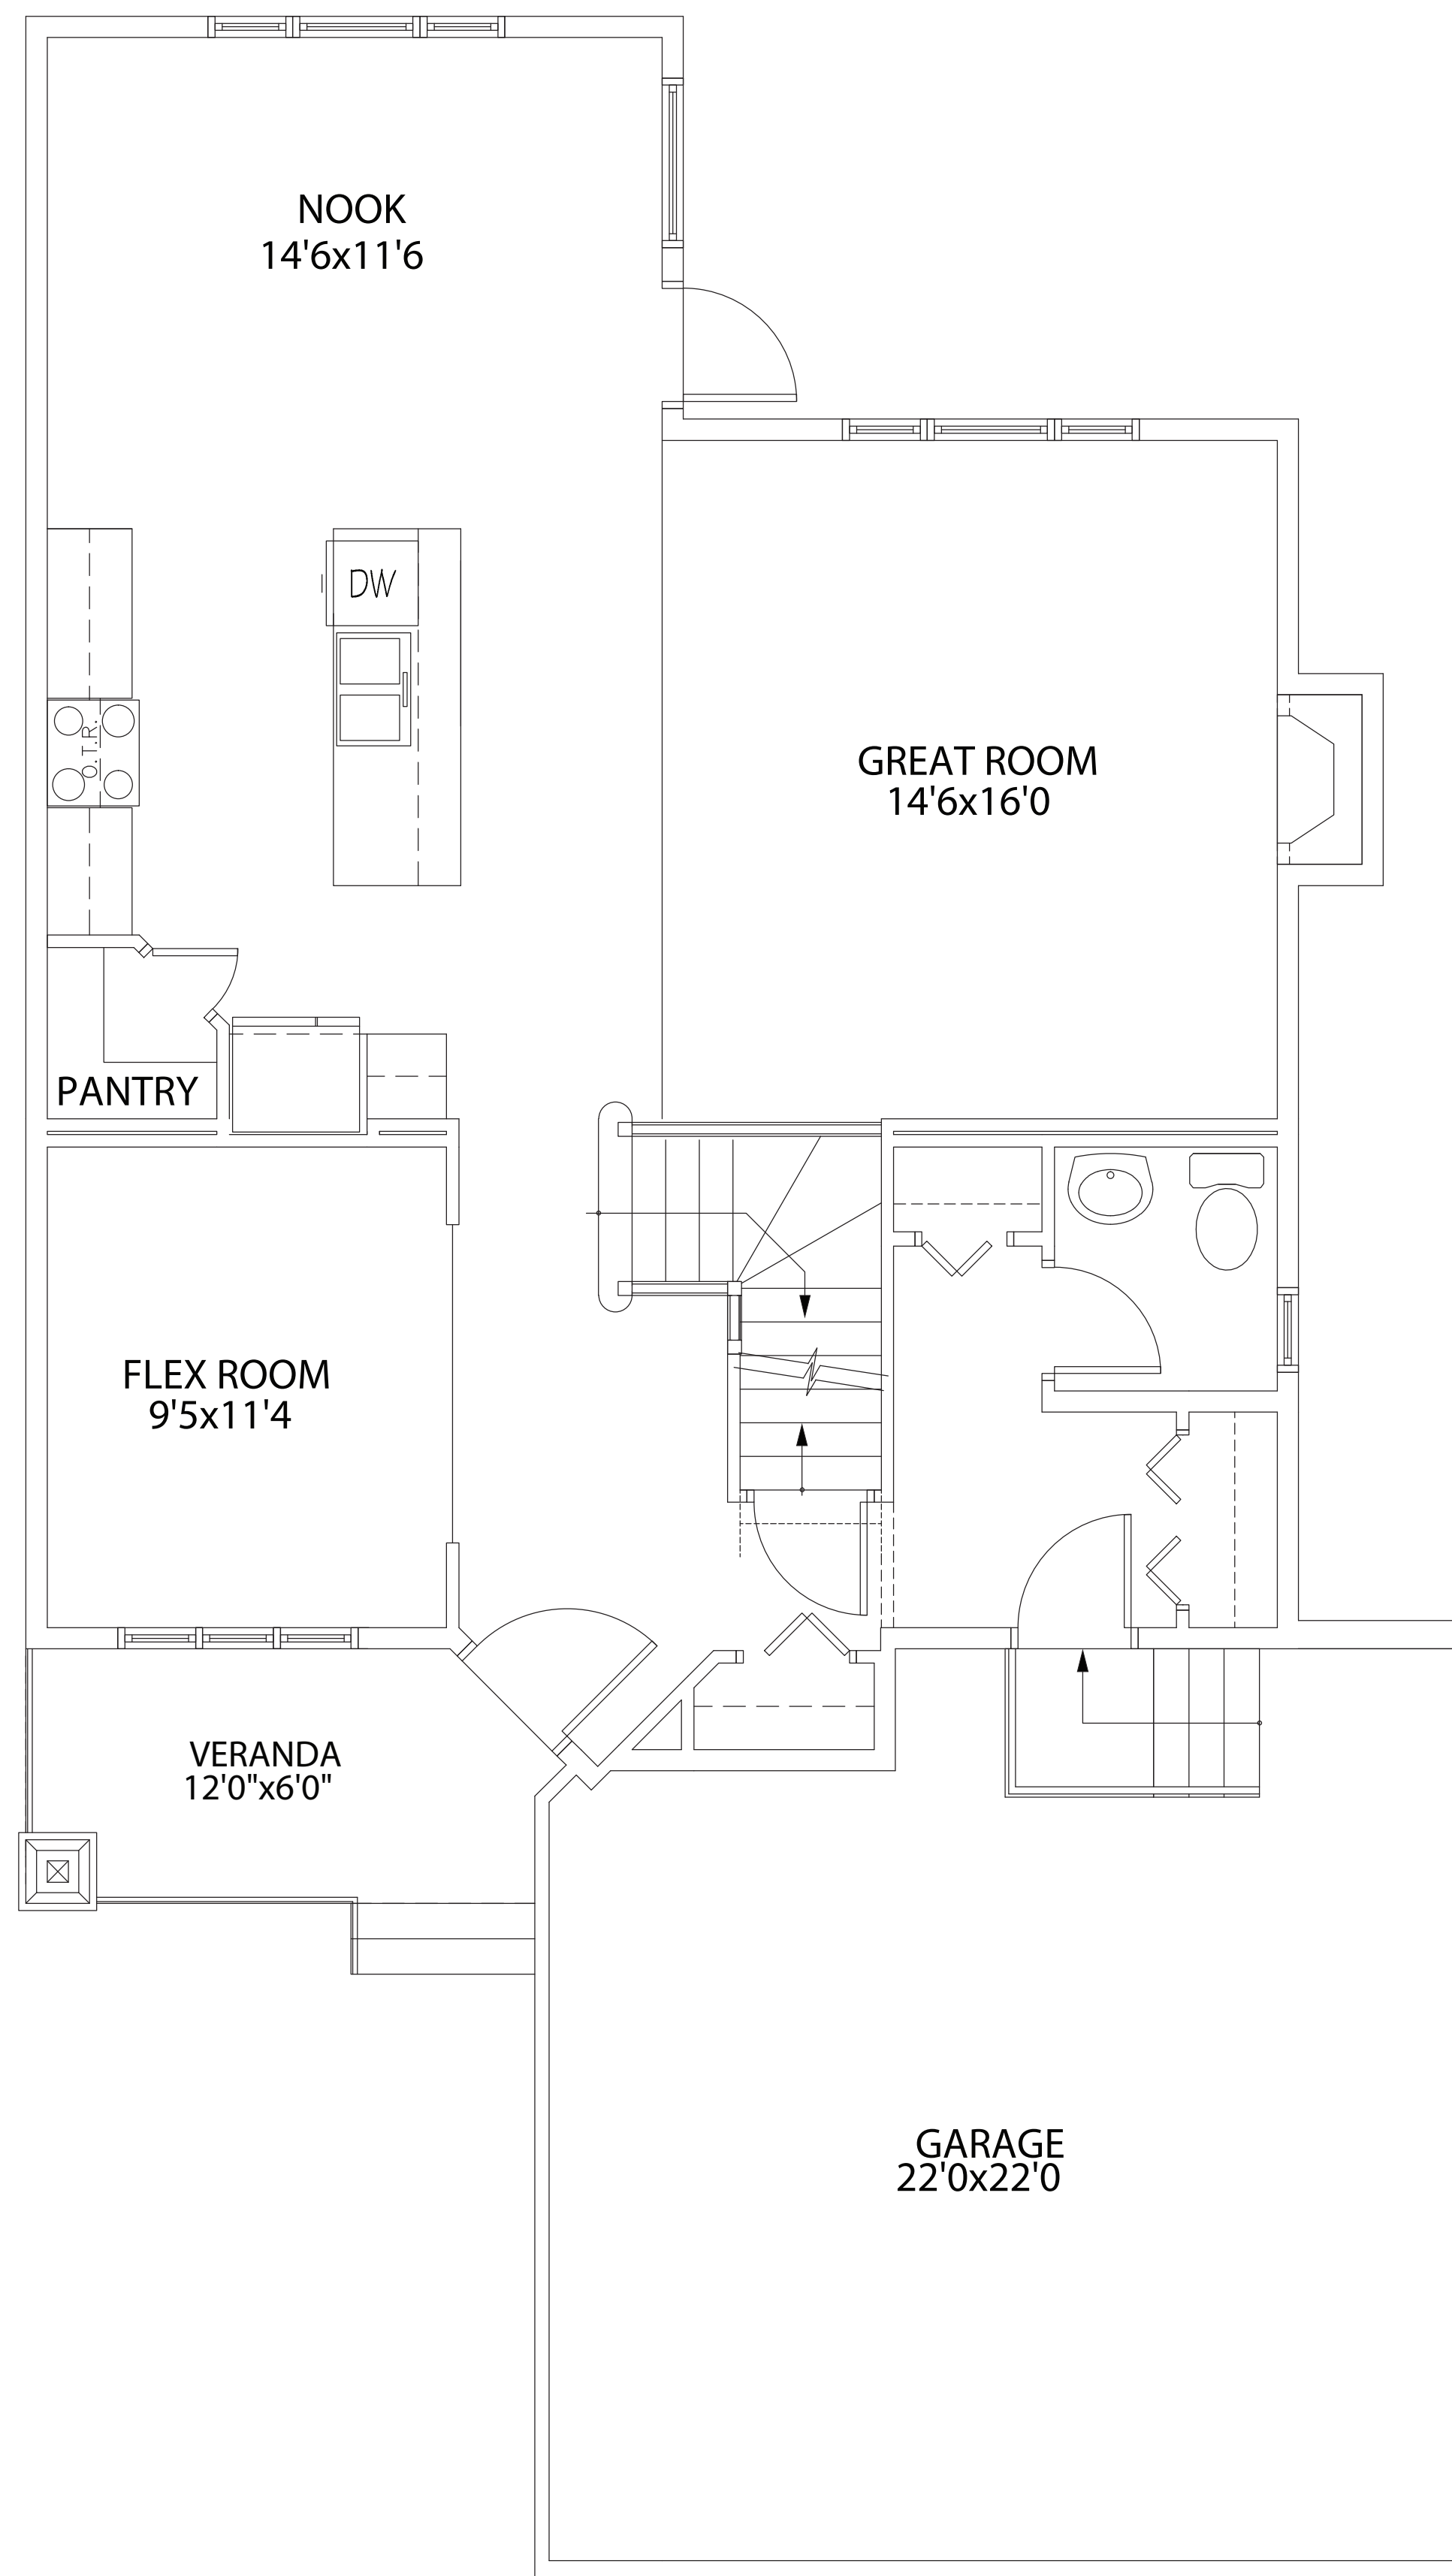 NOOK
14'6x11'6
DW
O.T.R.
GREAT ROOM
14'6x16'0
PANTRY
FLEX ROOM
9'5x11'4
VERANDA
12'0"x6'0"
GARAGE
22'0x22'0